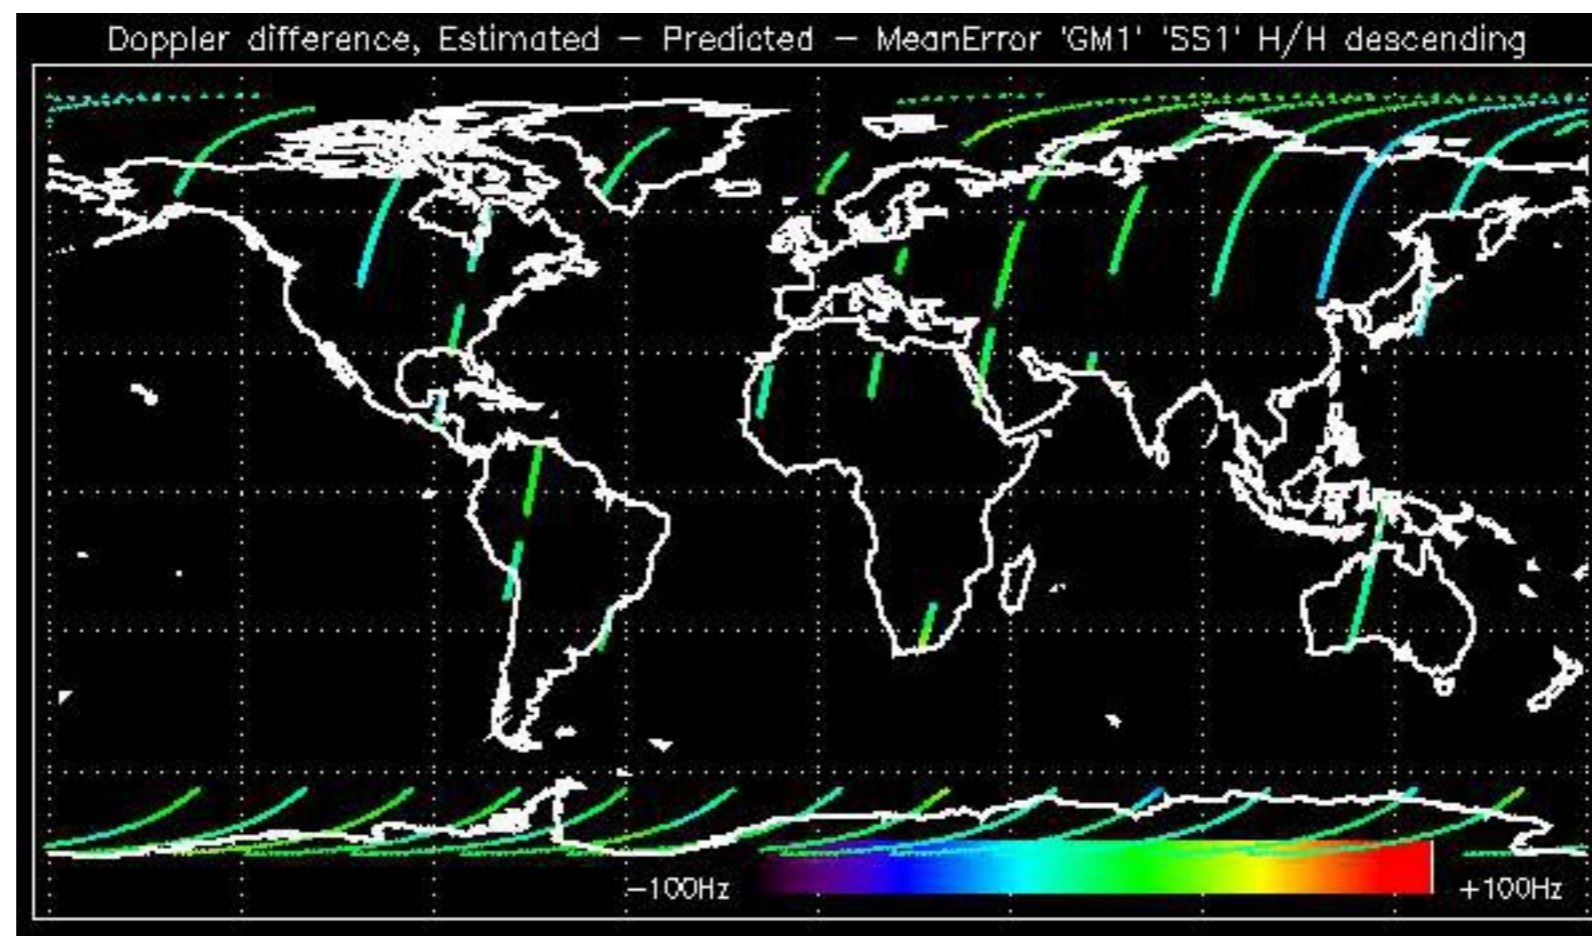 Doppler difference, Estimated − Predicted − MeanError 'GM1' 'SS1' H/H descending
−100Hz
+100Hz